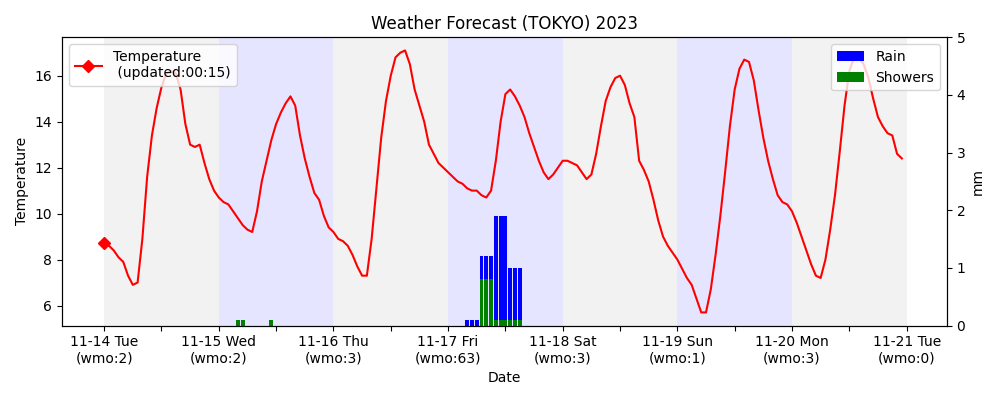 Weather Forecast (TOKYO) 2023
Temperature
(updated:00:15)
Rain
Showers
Temperature
16
14
12
10
8
6
5
4
3
2
1
0
mm
11-14 Tue
(wmo:2)
11-15 Wed
(wmo:2)
11-16 Thu
(wmo:3)
11-17 Fri
(wmo:63)
11-18 Sat
(wmo:3)
11-19 Sun
(wmo:1)
11-20 Mon
(wmo:3)
11-21 Tue
(wmo:0)
Date